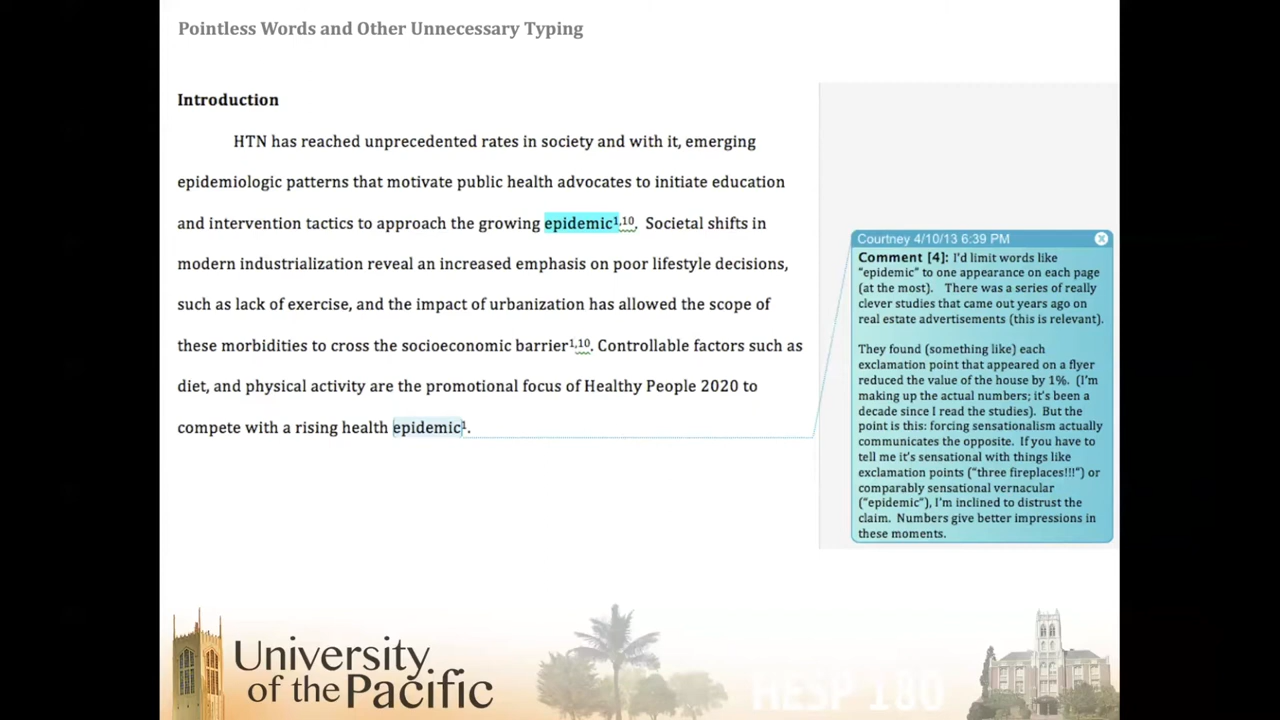 Pointless Words and Other Unnecessary Typing
Introduction
HTN has reached unprecedented rates in society and with it, emerging
epidemiologic patterns that motivate public health advocates to initiate education
and intervention tactics to approach the growing epidemic1,10. Societal shifts in
modern industrialization reveal an increased emphasis on poor lifestyle decisions,
such as lack of exercise, and the impact of urbanization has allowed the scope of
these morbidities to cross the socioeconomic barrier1,10. Controllable factors such as
diet, and physical activity are the promotional focus of Healthy People 2020 to
compete with a rising health epidemic1.
Courtney 4/10/13 6:39 PM
Comment [4]: I'd limit words like
"epidemic" to one appearance on each page
(at the most). There was a series of really
clever studies that came out years ago on
real estate advertisements (this is relevant).
They found (something like) each
exclamation point that appeared on a flyer
reduced the value of the house by 1%. (I'm
making up the actual numbers; it's been a
decade since I read the studies). But the
point is this: forcing sensationalism actually
communicates the opposite. If you have to
tell me it's sensational with things like
exclamation points ("three fireplaces!!!") or
comparably sensational vernacular
("epidemic"), I'm inclined to distrust the
claim. Numbers give better impressions in
these moments.
University
of the Pacific
HESP 180